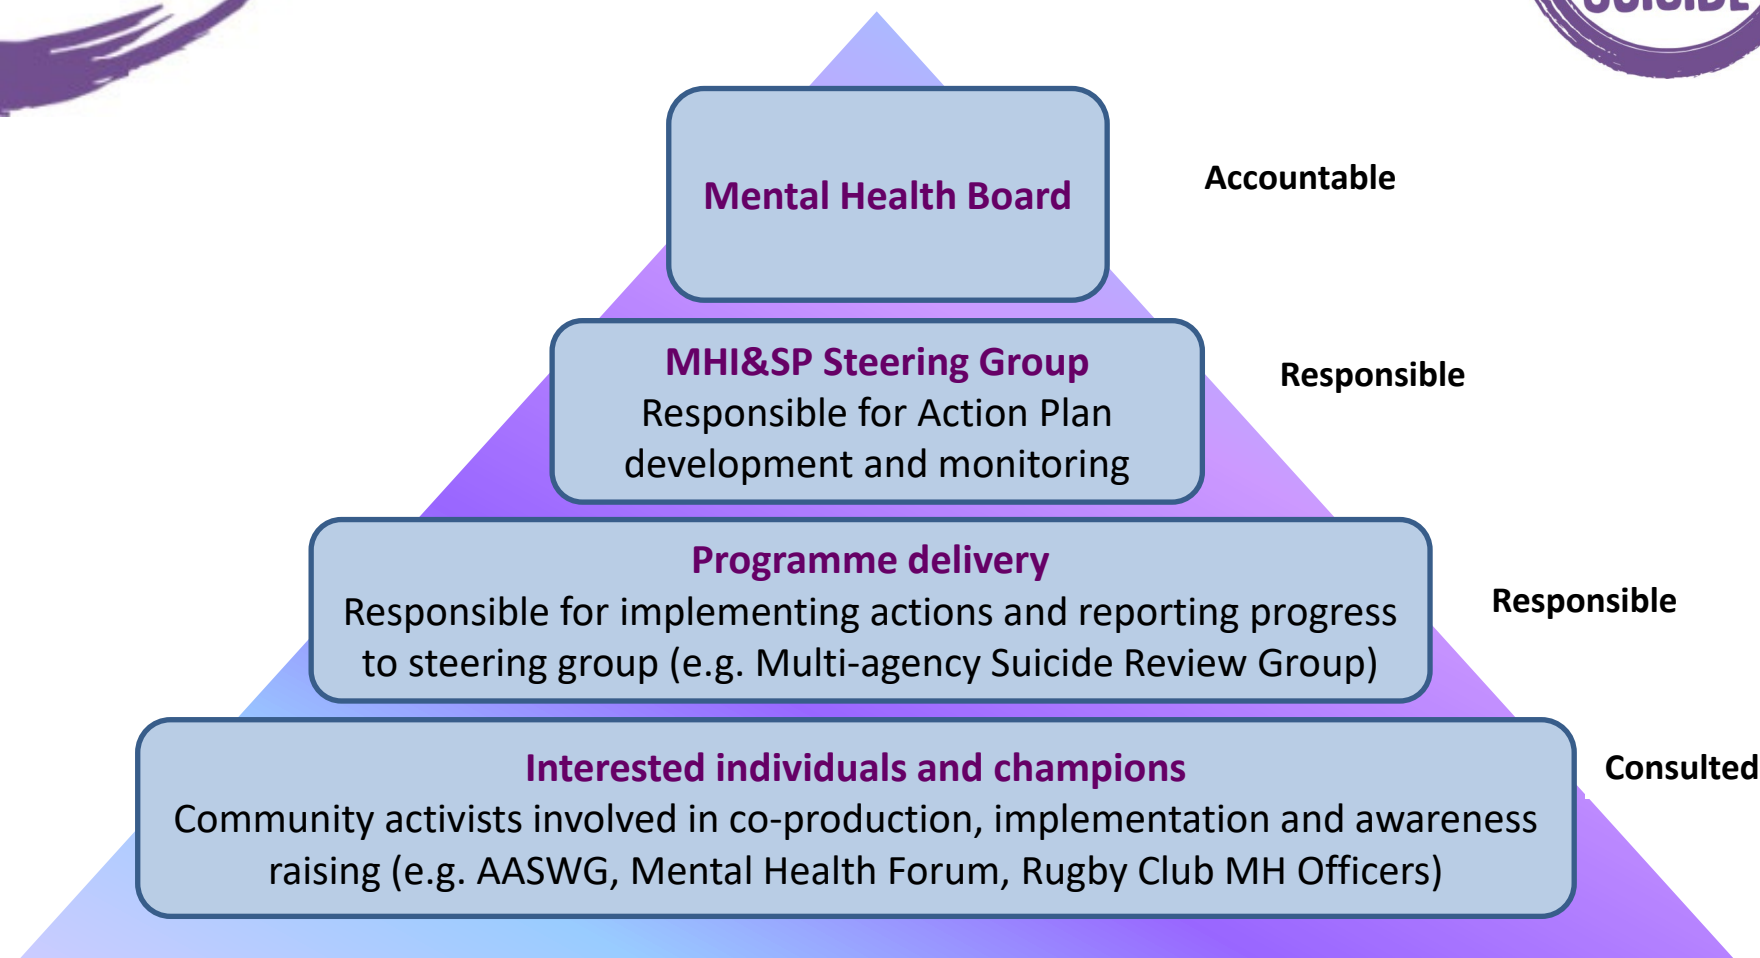 SUICIDE
Mental Health Board
Accountable
MHI&SP Steering Group
Responsible for Action Plan
development and monitoring
Responsible
Programme delivery
Responsible for implementing actions and reporting progress
to steering group (e.g. Multi-agency Suicide Review Group)
Responsible
Interested individuals and champions
Community activists involved in co-production, implementation and awareness
raising (e.g. AASWG, Mental Health Forum, Rugby Club MH Officers)
Consulted